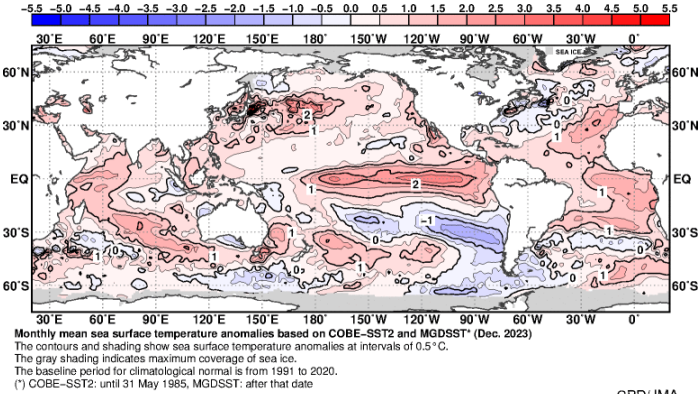 −5.5 −5.0 −4.5 −4.0 −3.5 −3.0 −2.5 −2.0 −1.5 −1.0 −0.5 0.0 0.5 1.0 1.5 2.0 2.5 3.0 3.5 4.0 4.5 5.0 5.5
30°E 60°E 90°E 120°E 150°E 180° 150°W 120°W 90°W 60°W 30°W 0°
SEA ICE
60°N 60°N
0
2
1 1
30°N 30°N
EQ EQ
1 2 1
−1
30°S 1 0 1 30°S
0 0 0
1 1 1 1
0
60°S 60°S
30°E 60°E 90°E 120°E 150°E 180° 150°W 120°W 90°W 60°W 30°W 0°
Monthly mean sea surface temperature anomalies based on COBE−SST2 and MGDSST* (Dec. 2023)
The contours and shading show sea surface temperature anomalies at intervals of 0.5°C.
The gray shading indicates maximum coverage of sea ice.
The baseline period for climatological normal is from 1991 to 2020.
(*) COBE−SST2: until 31 May 1985, MGDSST: after that date